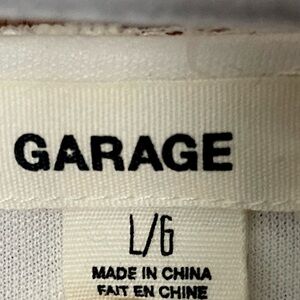 GARAGE
L/G
MADE IN CHINA
FAIT EN CHINE